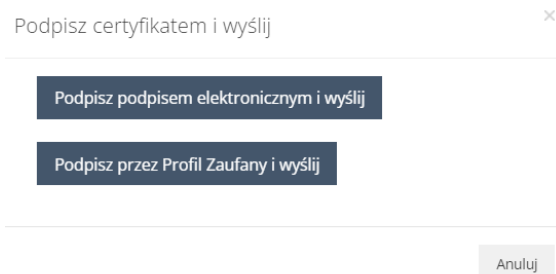 Podpisz certyfikatem i wyślij
×
Podpisz podpisem elektronicznym i wyślij
Podpisz przez Profil Zaufany i wyślij
Anuluj